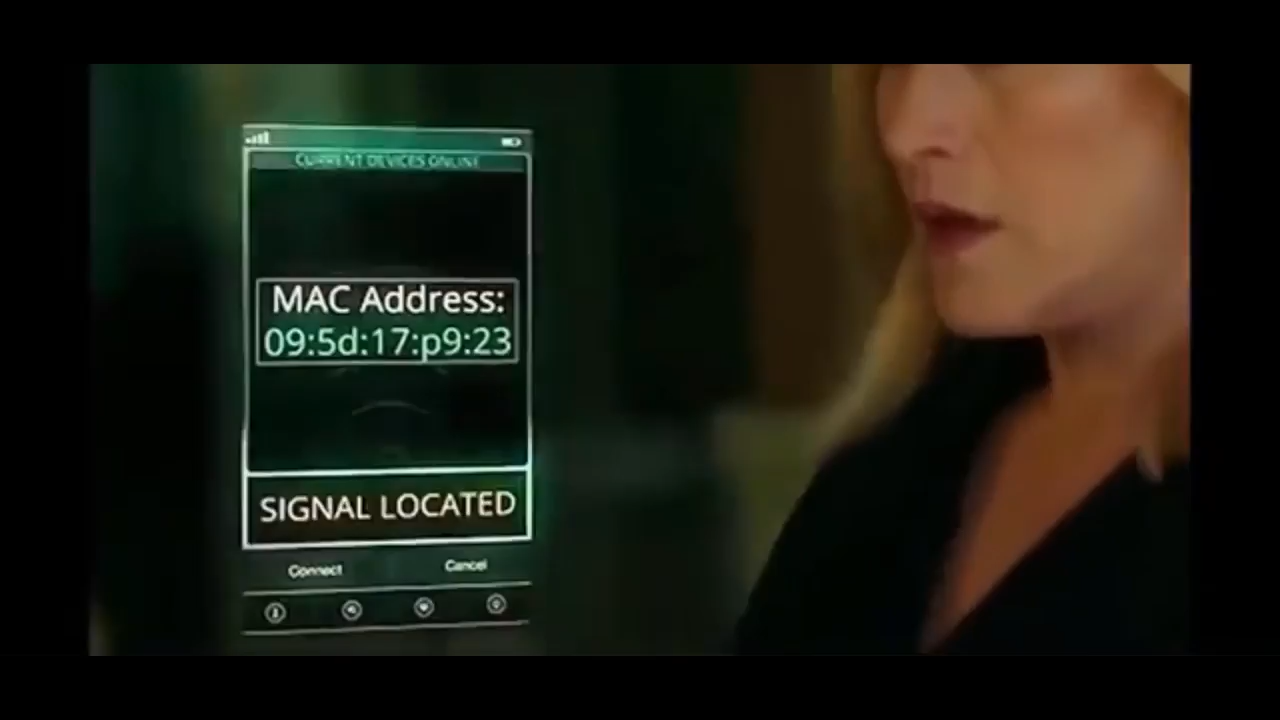 CURRENT DEVICES ONLINE
MAC Address:
09:5d:17:p9:23
SIGNAL LOCATED
Connect
Cancel